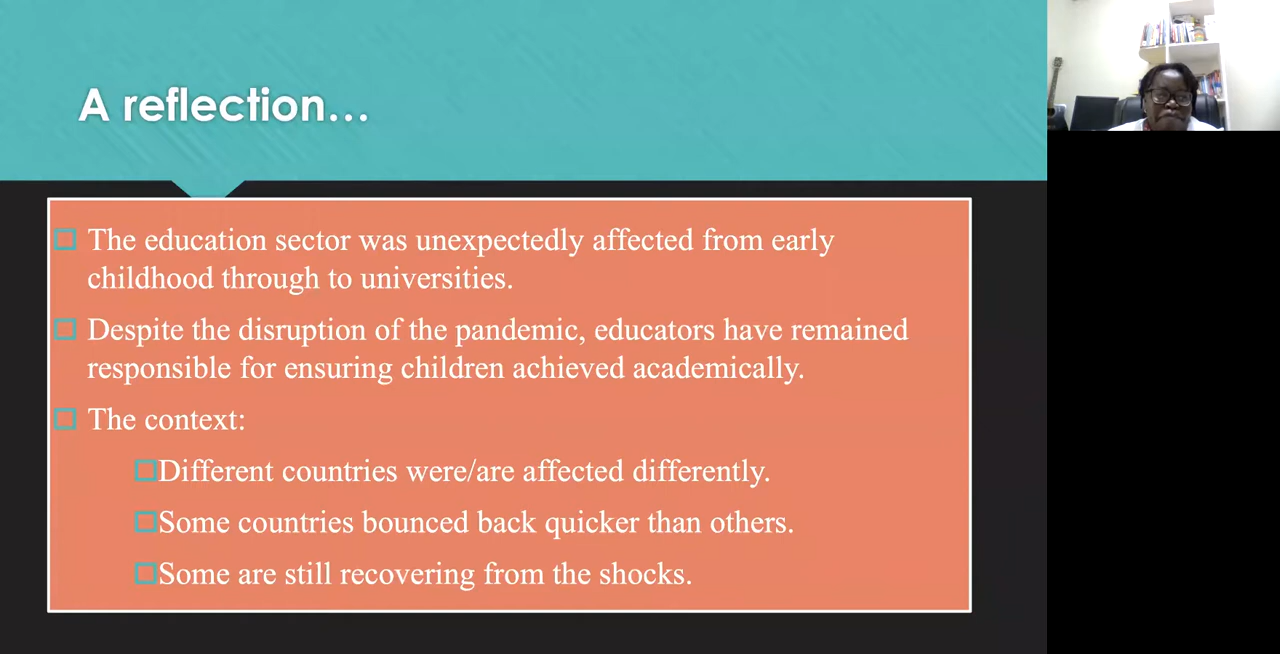 A reflection…
The education sector was unexpectedly affected from early
childhood through to universities.
Despite the disruption of the pandemic, educators have remained
responsible for ensuring children achieved academically.
The context:
Different countries were/are affected differently.
Some countries bounced back quicker than others.
Some are still recovering from the shocks.